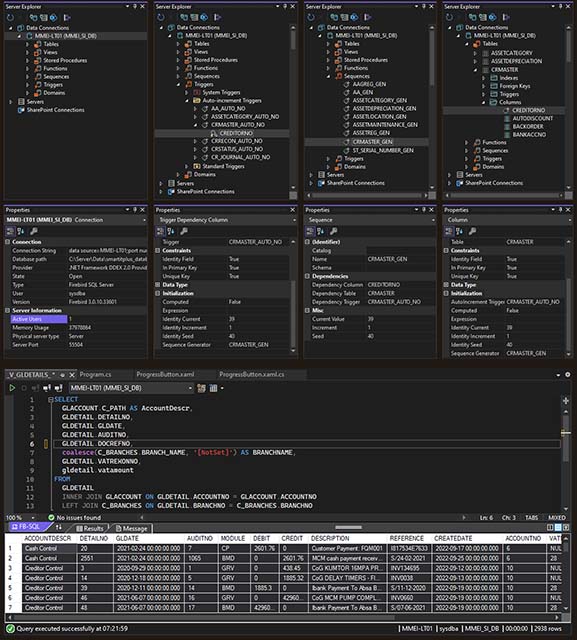 Server Explorer
Data Connections
MMEI-LT01 (MMEI_SI_DB)
Tables
Views
Stored Procedures
Functions
Sequences
Triggers
Domains
Servers
SharePoint Connections
Server Explorer
Data Connections
MMEI-LT01 (MMEI_SI_DB)
Tables
Views
Stored Procedures
Functions
Sequences
Triggers
System Triggers
Auto-increment Triggers
AA_AUTO_NO
ASSETCATEGORY_AUTO_NO
CRMASTER_AUTO_NO
CREDITORNO
CRRECON_AUTO_NO
CRSTATUS_AUTO_NO
CR_JOURNAL_AUTO_NO
Standard Triggers
Domains
Servers
SharePoint Connections
Server Explorer
Data Connections
MMEI-LT01 (MMEI_SI_DB)
Tables
Views
Stored Procedures
Functions
Sequences
AAGREG_GEN
AA_GEN
ASSETCATEGORY_GEN
ASSETDEPRECIATION_GEN
ASSETLOCATION_GEN
ASSETMAINTENANCE_GEN
ASSETREG_GEN
CRMASTER_GEN
ST_SERIAL_NUMBER_GEN
Triggers
Domains
Servers
SharePoint Connections
Server Explorer
Data Connections
MMEI-LT01 (MMEI_SI_DB)
Tables
ASSETCATEGORY
ASSETDEPRECIATION
CRMASTER
Indexes
Foreign Keys
Triggers
Columns
CREDITORNO
AUTODISCOUNT
BACKORDER
BANKACCNO
Functions
Sequences
Triggers
Domains
Servers
SharePoint Connections
Properties
MMEI-LT01 (MMEI_SI_DB) Connection
Connection
Connection String data source=MMEI-LT01;port num
Database path C:\Server\Data\smartitplus_data
Provider .NET Framework DDEX 2.0 Provid
State Open
Type Firebird SQL Server
User sysdba
Version Firebird 3.0.10.33601
Server Information
Active Users 1
Memory Usage 37978864
Physical server type Server
Server Port 55504
Properties
Trigger Dependency Column
Trigger CRMASTER_AUTO_NO
Constraints
Identity Field True
In Primary Key True
Unique Key True
Data Type
Initialization
Computed False
Expression
Identity Current 39
Identity Increment 1
Identity Seed 40
Sequence Generator CRMASTER_GEN
Properties
Sequence
(Identifier)
Catalog
Name CRMASTER_GEN
Schema
Dependencies
Dependency Column CREDITORNO
Dependency Table CRMASTER
Dependency Trigger CRMASTER_AUTO_NO
Misc
Current Value 39
Increment 1
Seed 40
Properties
Column
Table CRMASTER
Constraints
Identity Field True
In Primary Key True
Unique Key True
Data Type
Initialization
AutoIncrement Trigger CRMASTER_AUTO_NO
Computed False
Expression
Identity Current 39
Identity Increment 1
Identity Seed 40
Sequence Generator CRMASTER_GEN
_V_GLDETAILS_* Program.cs ProgressButton.xaml ProgressButton.xaml.cs
MMEI-LT01 (MMEI_SI_DB)
1 SELECT
2 GLACCOUNT.C_PATH AS AccountDescr,
3 GLDETAIL.DETAILNO,
4 GLDETAIL.GLDATE,
5 GLDETAIL.AUDITNO,
6 GLDETAIL.DOCREFNO,
7 coalesce(C_BRANCHES.BRANCH_NAME, '[NotSet]') AS BRANCHNAME,
8 GLDETAIL.VATREKONNO,
9 gldetail.vatamount
10 FROM
11 GLDETAIL
12 INNER JOIN GLACCOUNT ON GLDETAIL.ACCOUNTNO = GLACCOUNT.ACCOUNTNO
13 LEFT JOIN C_BRANCHES ON GLDETAIL.BRANCHNO = C_BRANCHES.BRANCHNO
100 % No issues found Ln: 6 Ch: 3 TABS MIXED
FB-SQL Results Message
ACCOUNTDESCR DETAILNO GLDATE AUDITNO MODULE DEBIT CREDIT DESCRIPTION REFERENCE CREATEDATE ACCOUNTNO VAT
1 Cash Control 20 2021-02-24 00:00:00.000 7 CP 2601.76 0 Customer Payment: FGM001 I817534E7633 2022-09-17 00:00:00.000 6 NUL
2 Cash Control 2551 2021-02-24 00:00:00.000 1065 BMD 0 2601.76 MCM cash payment receiv... S/24-02-2021 2022-09-22 00:00:00.000 6 28
3 Creditor Control 3 2020-09-29 00:00:00.000 1 GRV 0 438.45 CoG KUMTOR 16MPA PR... INV134695 2022-09-13 00:00:00.000 10 NUL
4 Creditor Control 14 2020-12-18 00:00:00.000 5 GRV 0 1885.32 CoG DELAY TIMERS - FI... INV0038 2022-09-15 00:00:00.000 10 NUL
5 Creditor Control 39 2020-12-11 00:00:00.000 14 BMD 1885.3 0 Ibank Payment To Absa B... S/11-12-2020 2022-09-19 00:00:00.000 10 28
6 Creditor Control 46 2021-06-07 00:00:00.000 16 GRV 0 42960... CoG MCM PUMP COMPL... INV0660 2022-09-19 00:00:00.000 10 NUL
7 Creditor Control 48 2021-06-07 00:00:00.000 17 BMD 42960... 0 Ibank Payment To Absa B... S/07-06-2021 2022-09-19 00:00:00.000 10 28
Query executed successfully at 07:21:59 MMEI-LT01 sysdba MMEI_SI_DB 00:00:00 2938 rows